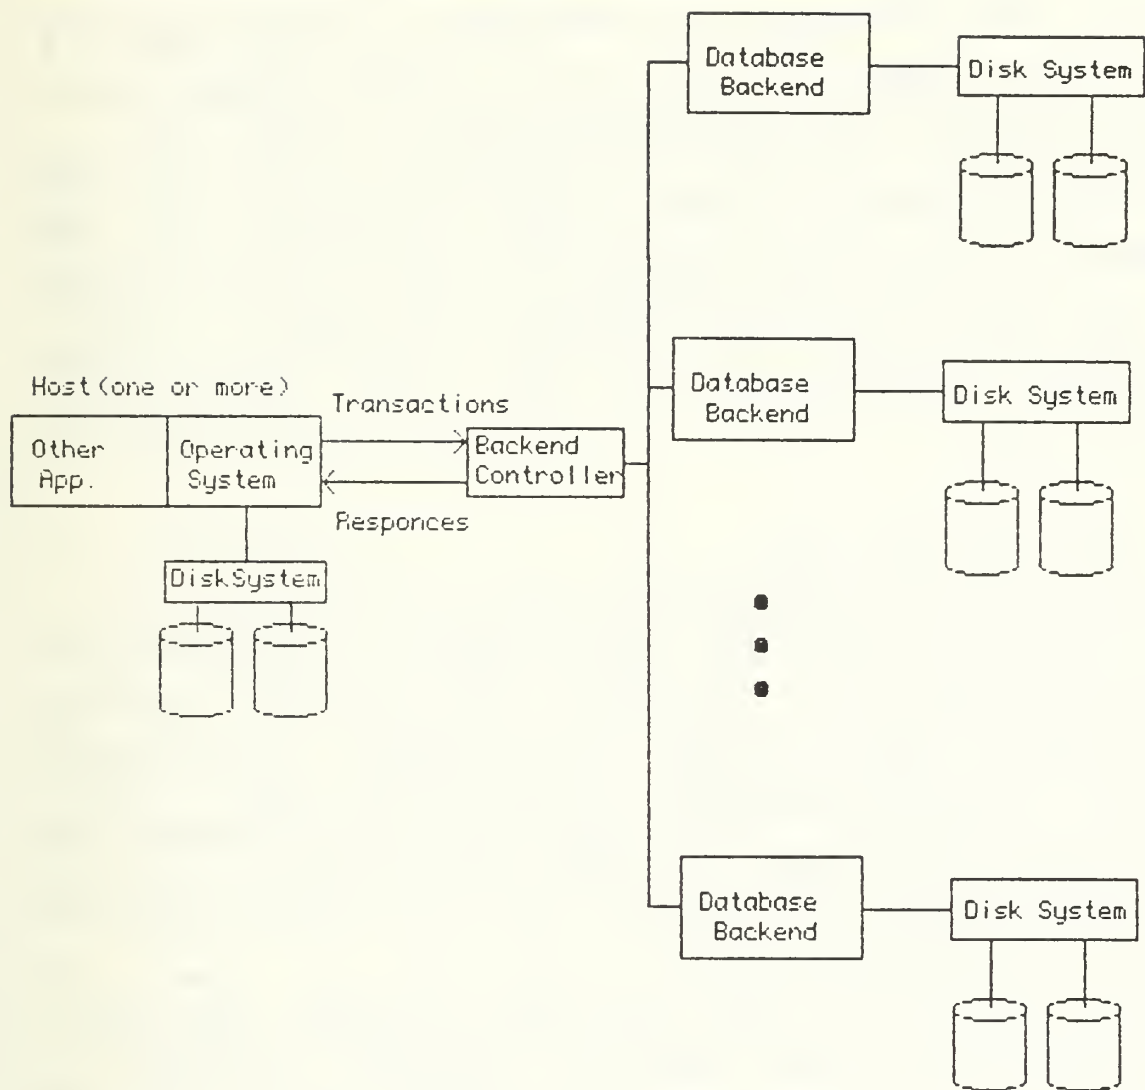 Database
Backend
Disk System
Host (one or more)
Transactions
Other
App.
Operating
System
Backend
Controller
Responces
DiskSystem
Database
Backend
Disk System
Database
Backend
Disk System